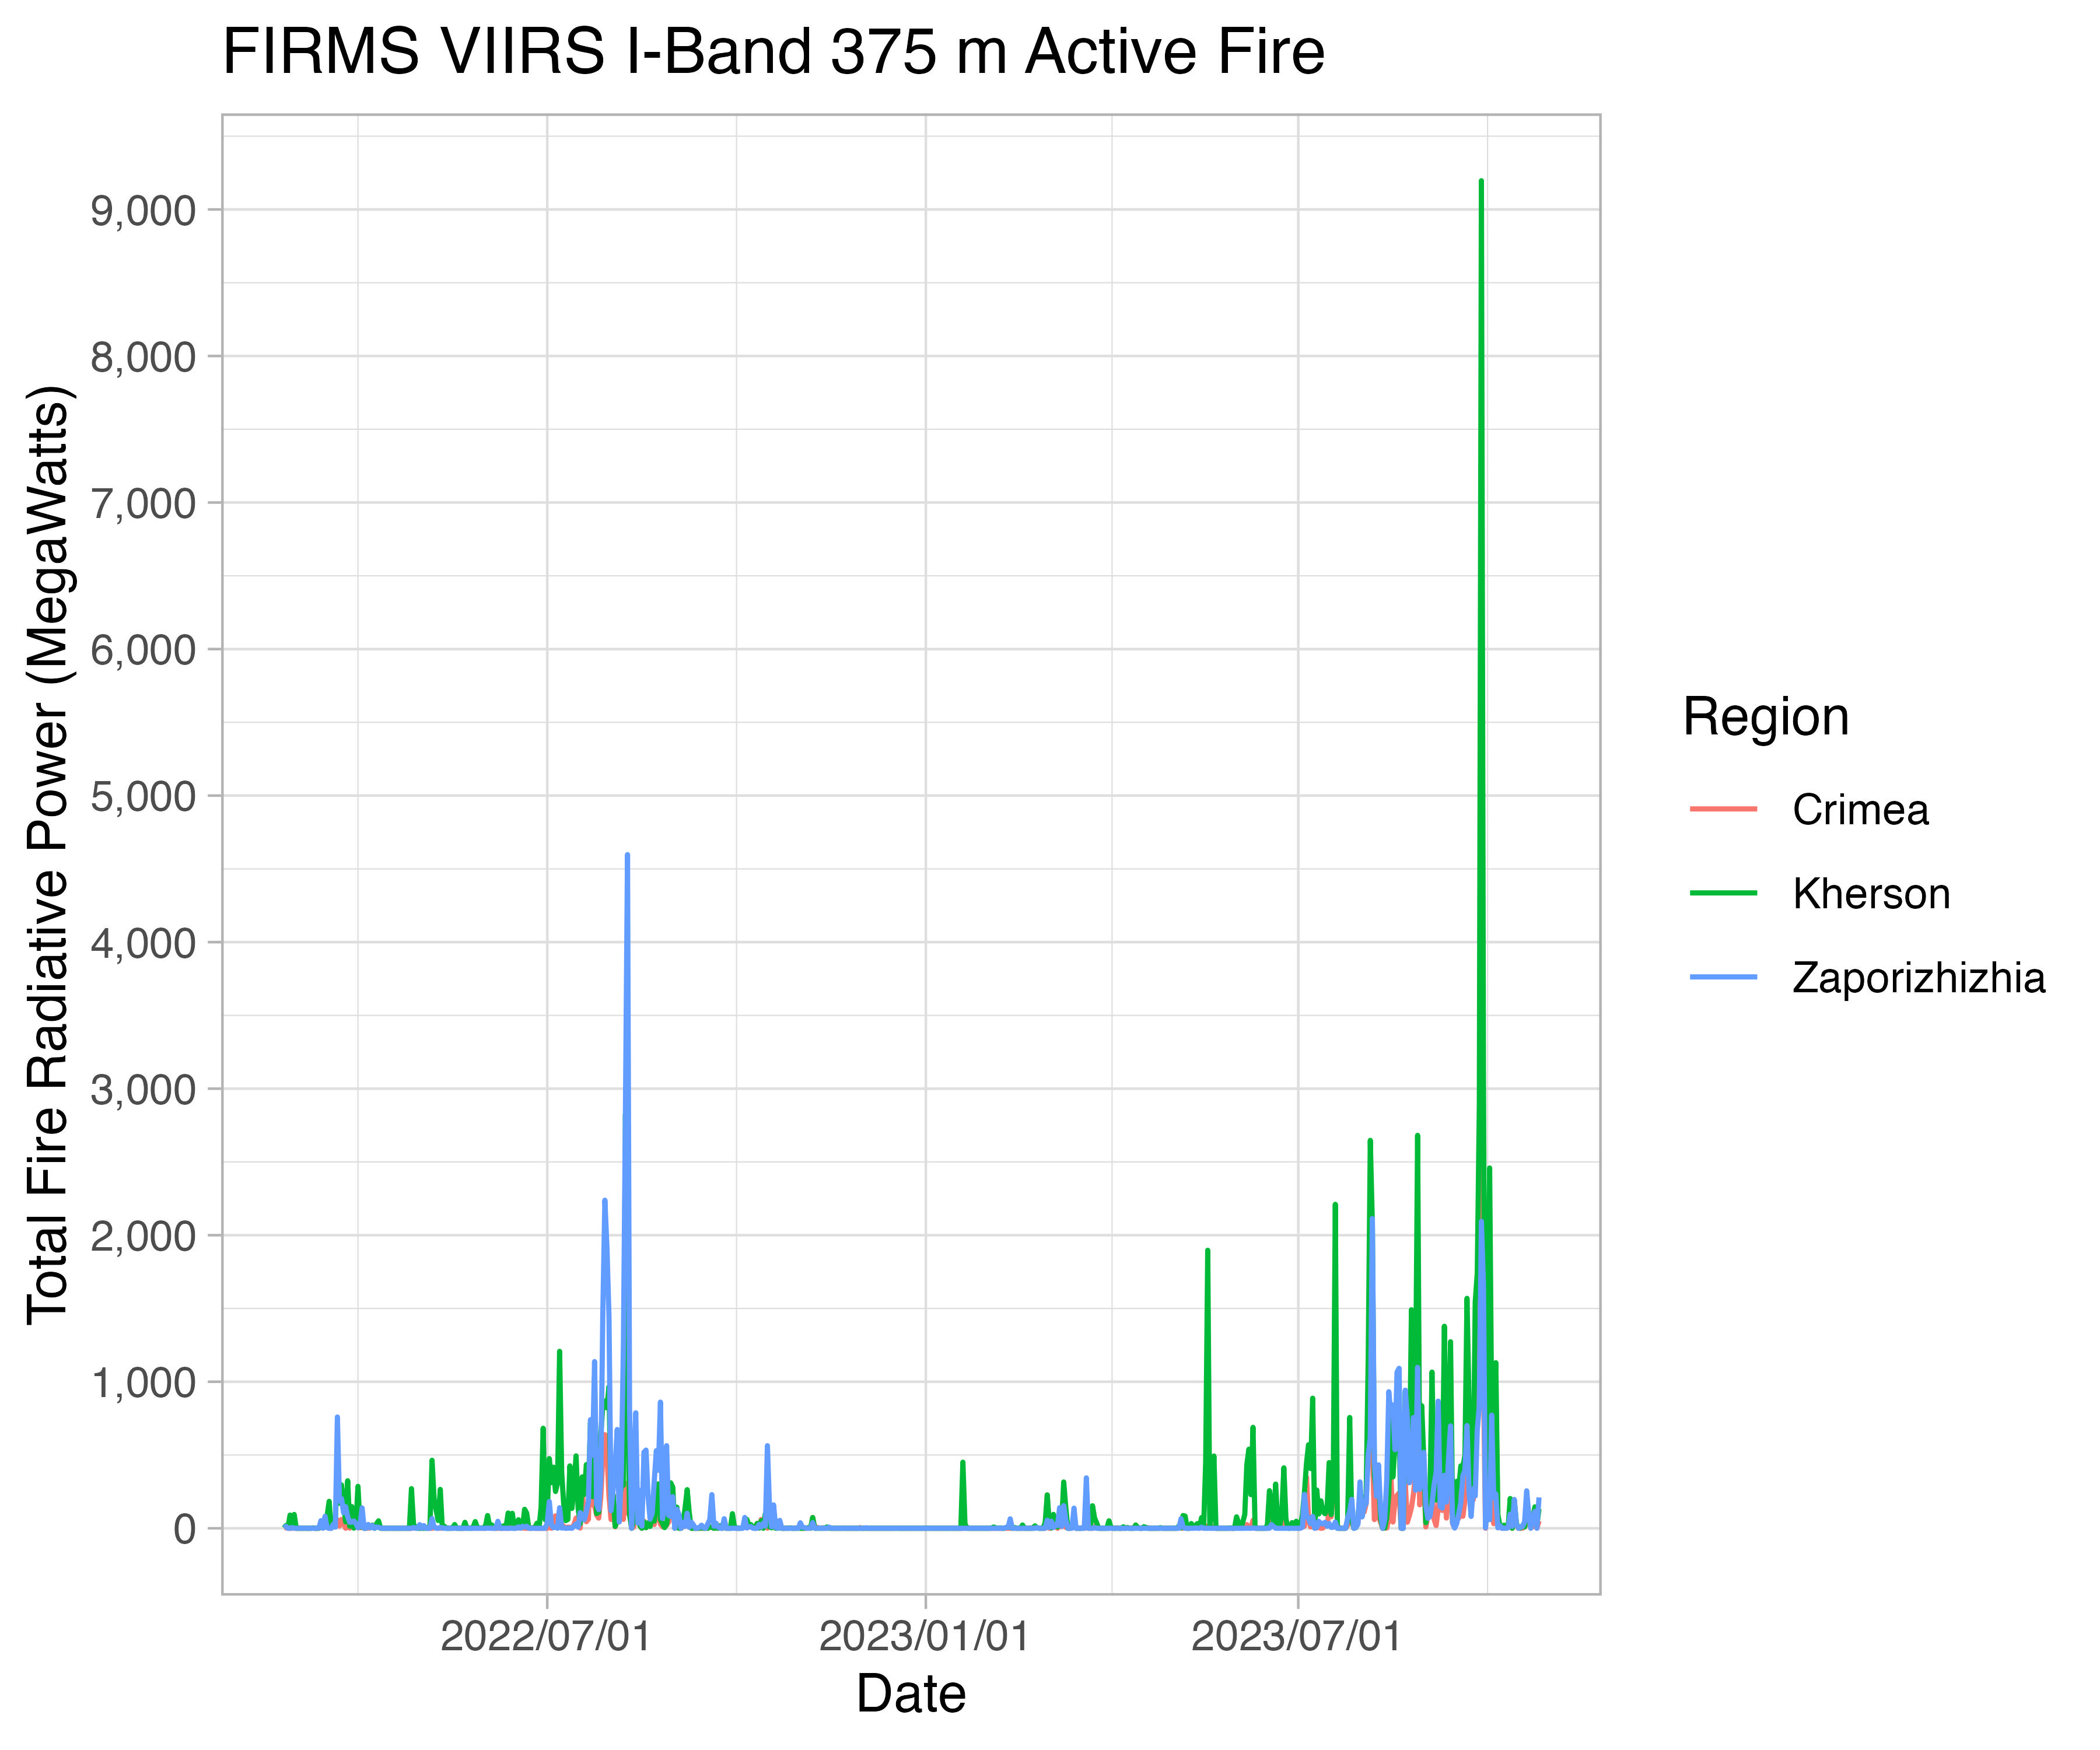 FIRMS VIIRS I-Band 375 m Active Fire
Total Fire Radiative Power (MegaWatts)
9,000
8,000
7,000
6,000
5,000
4,000
3,000
2,000
1,000
0
2022/07/01
2023/01/01
2023/07/01
Date
Region
Crimea
Kherson
Zaporizhizhia